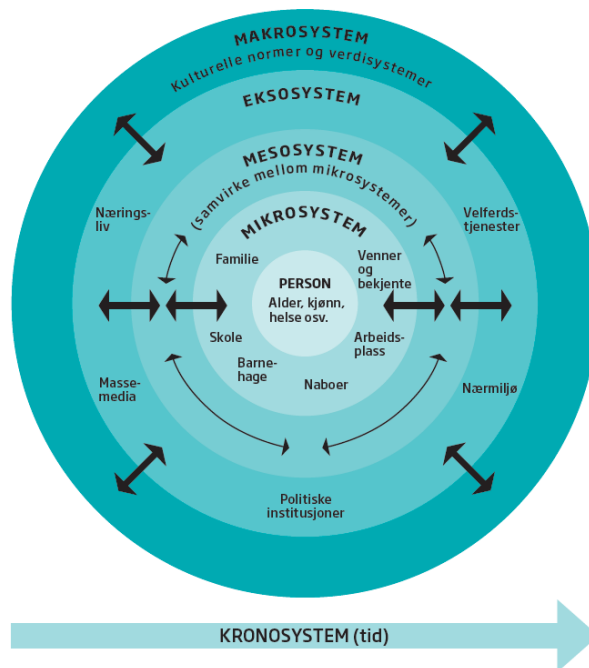 MAKROSYSTEM
Kulturelle normer og verdisystemer
EKSOSYSTEM
MESOSYSTEM
(samvirke mellom mikrosystemer)
MIKROSYSTEM
Nærings-
liv
Velferds-
tjenester
Familie
Venner
og
bekjente
PERSON
Alder, kjønn,
helse osv.
Skole
Arbeids-
plass
Barne-
hage
Naboer
Masse-
media
Nærmiljø
Politiske
institusjoner
KRONOSYSTEM (tid)